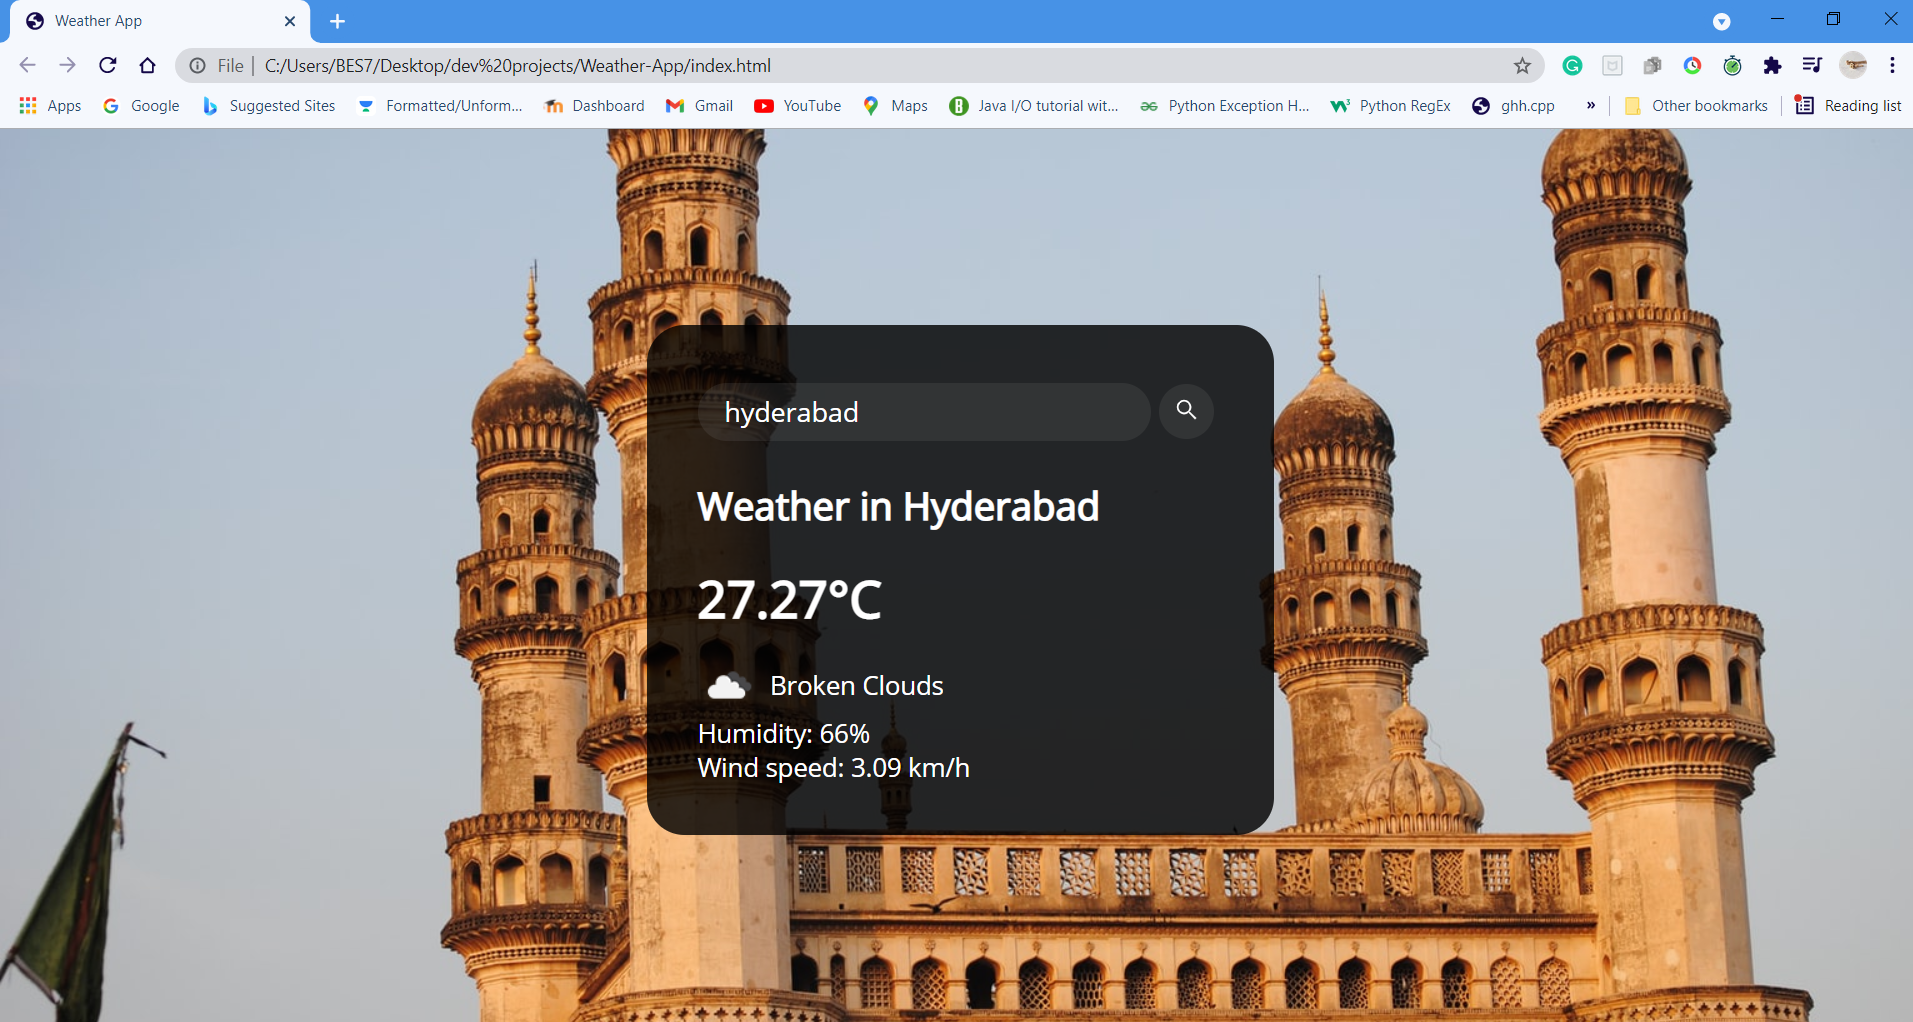 Weather App
File | C:/Users/BES7/Desktop/dev%20projects/Weather-App/index.html
Apps Google Suggested Sites Formatted/Unform... Dashboard Gmail YouTube Maps Java I/O tutorial wit... Python Exception H... Python RegEx ghh.cpp » Other bookmarks Reading list
hyderabad
Weather in Hyderabad
27.27°C
Broken Clouds
Humidity: 66%
Wind speed: 3.09 km/h